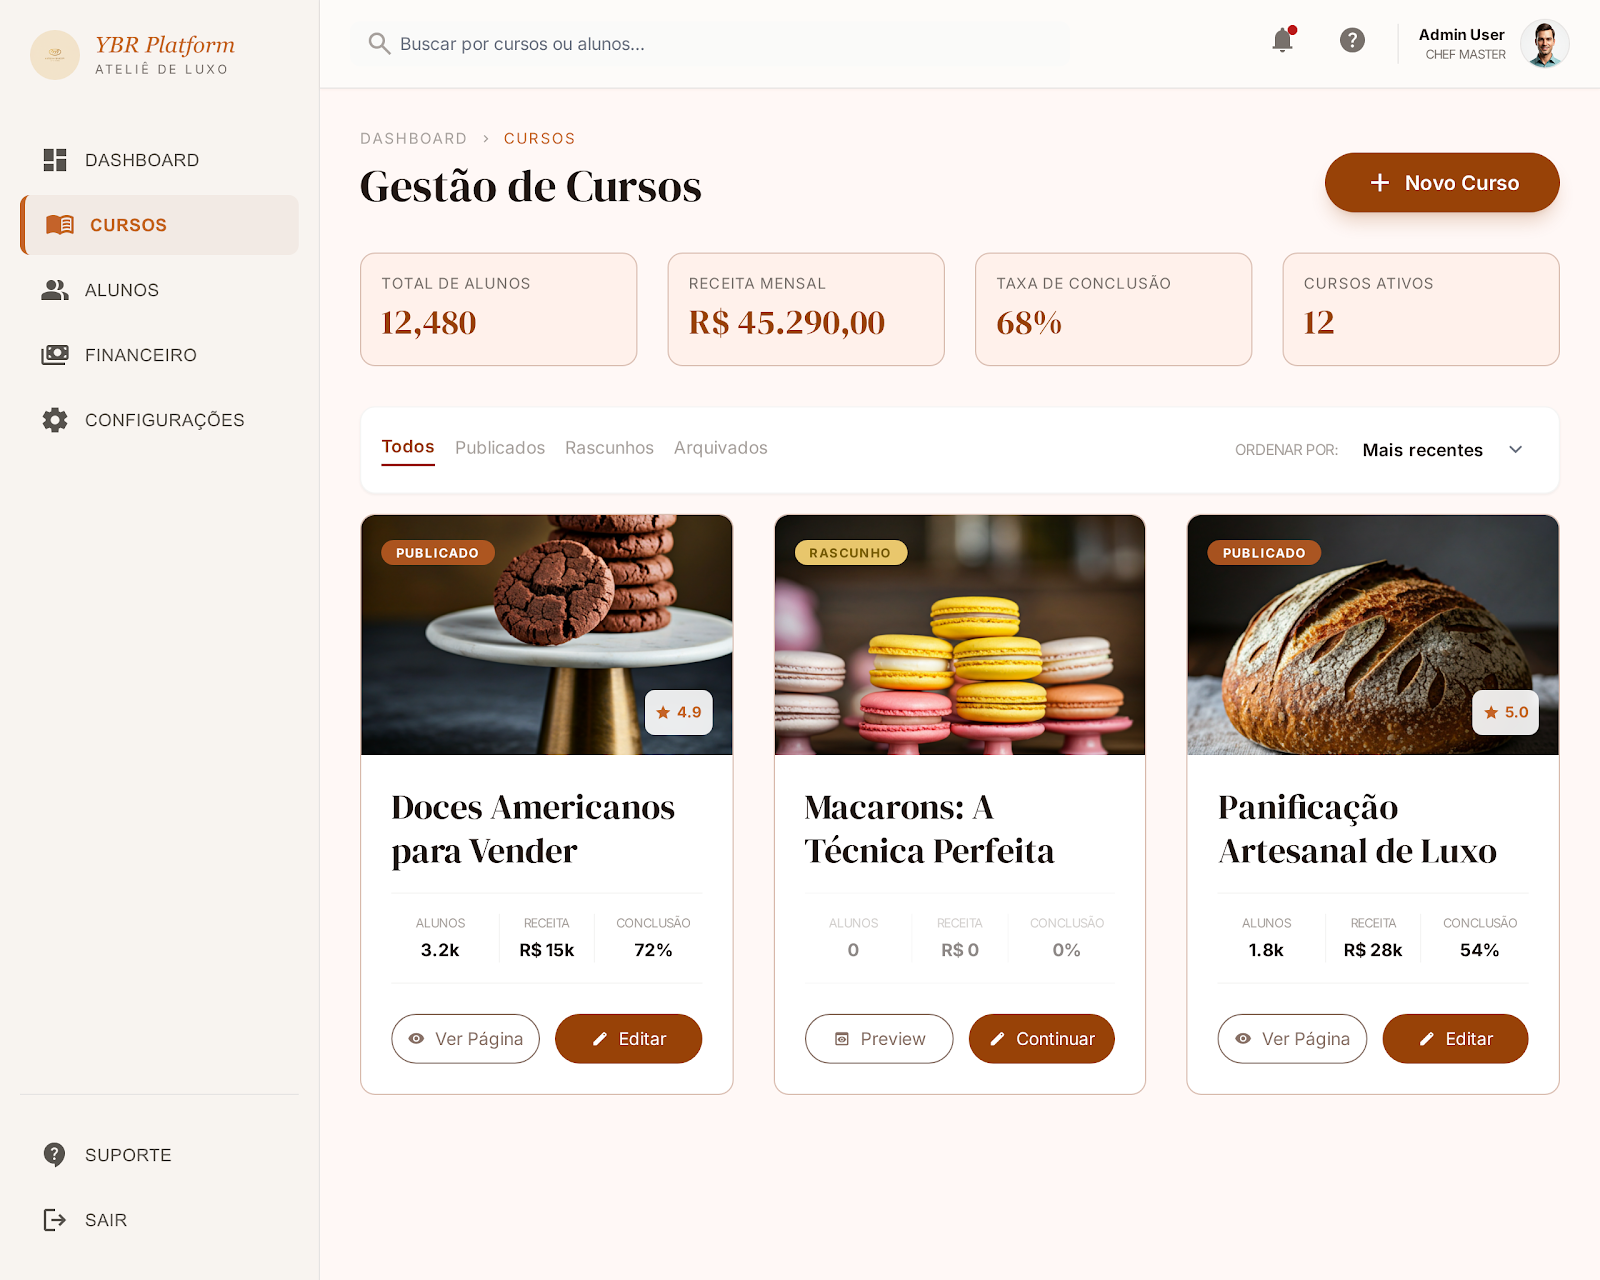 YBR Platform
ATELIÊ DE LUXO
DASHBOARD
CURSOS
ALUNOS
FINANCEIRO
CONFIGURAÇÕES
SUPORTE
SAIR
Buscar por cursos ou alunos...
Admin User
CHEF MASTER
DASHBOARD › CURSOS
Gestão de Cursos
+ Novo Curso
TOTAL DE ALUNOS
12,480
RECEITA MENSAL
R$ 45.290,00
TAXA DE CONCLUSÃO
68%
CURSOS ATIVOS
12
Todos Publicados Rascunhos Arquivados
ORDENAR POR: Mais recentes
PUBLICADO
4.9
Doces Americanos
para Vender
ALUNOS RECEITA CONCLUSÃO
3.2k R$ 15k 72%
Ver Página Editar
RASCUNHO
Macarons: A
Técnica Perfeita
ALUNOS RECEITA CONCLUSÃO
0 R$ 0 0%
Preview Continuar
PUBLICADO
5.0
Panificação
Artesanal de Luxo
ALUNOS RECEITA CONCLUSÃO
1.8k R$ 28k 54%
Ver Página Editar